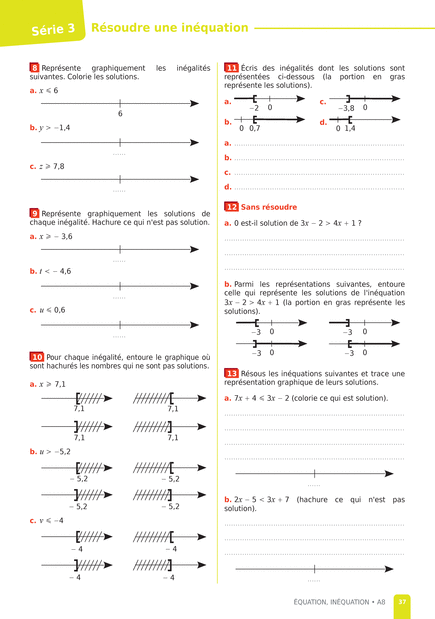 Série 3 Résoudre une inéquation
8 Représente graphiquement les inégalités
suivantes. Colorie les solutions.
a. x ⩽ 6
6
b. y > −1,4
......
c. z ⩾ 7,8
......
9 Représente graphiquement les solutions de
chaque inégalité. Hachure ce qui n'est pas solution.
a. x ⩾ − 3,6
......
b. t < − 4,6
......
c. u ⩽ 0,6
......
10 Pour chaque inégalité, entoure le graphique où
sont hachurés les nombres qui ne sont pas solutions.
a. x ⩾ 7,1
7,1 7,1
7,1 7,1
b. u > −5,2
− 5,2 − 5,2
− 5,2 − 5,2
c. v ⩽ −4
− 4 − 4
− 4 − 4
11 Écris des inégalités dont les solutions sont
représentées ci-dessous (la portion en gras
représente les solutions).
a. −2 0 c. −3,8 0
b. 0 0,7 d. 0 1,4
a. ......
b. ......
c. ......
d. ......
12 Sans résoudre
a. 0 est-il solution de 3x − 2 > 4x + 1 ?
b. Parmi les représentations suivantes, entoure
celle qui représente les solutions de l'inéquation
3x − 2 > 4x + 1 (la portion en gras représente les
solutions).
−3 0 −3 0
−3 0 −3 0
13 Résous les inéquations suivantes et trace une
représentation graphique de leurs solutions.
a. 7x + 4 ⩽ 3x − 2 (colorie ce qui est solution).
......
b. 2x − 5 < 3x + 7 (hachure ce qui n'est pas
solution).
......
ÉQUATION, INÉQUATION • A8 37